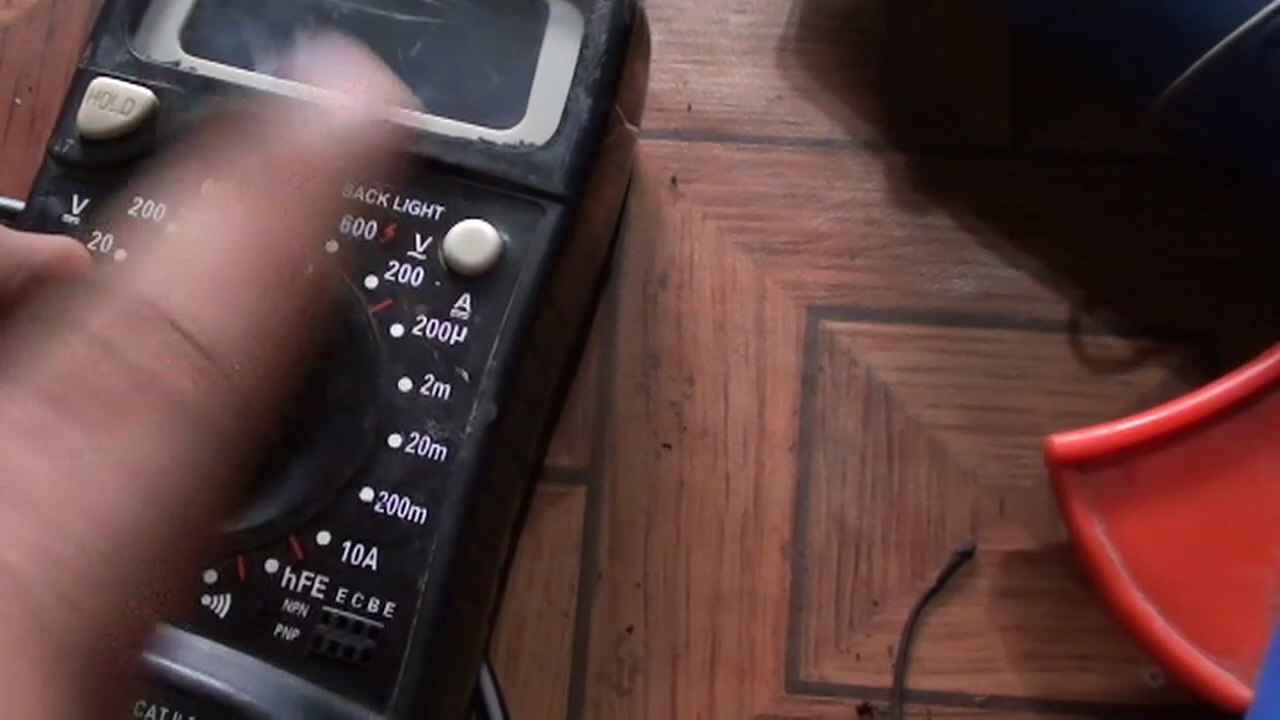 HOLD
BACK LIGHT
V 200
600 V
20
200
A
200µ
2m
20m
200m
10A
hFE E C B E
NPN
PNP